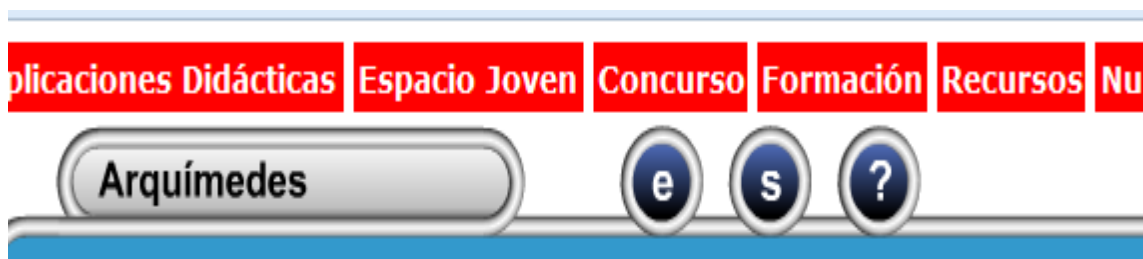 plicaciones Didácticas Espacio Joven Concurso Formación Recursos Nu
Arquímedes e s ?